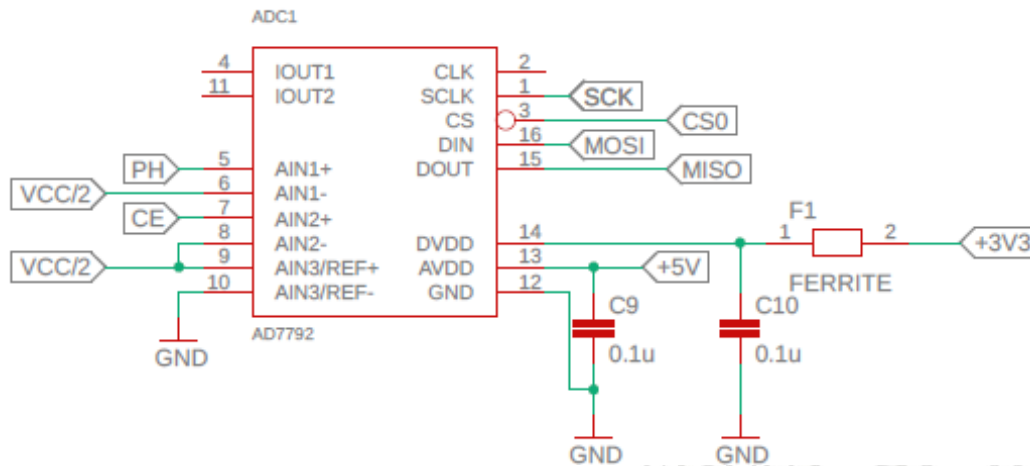 ADC1
4 IOUT1 CLK 2
11 IOUT2 SCLK 1 SCK
CS 3 CS0
DIN 16 MOSI
PH 5 AIN1+ DOUT 15 MISO
VCC/2 6 AIN1-
CE 7 AIN2+
8 AIN2- DVDD 14 1 F1 2 +3V3
VCC/2 9 AIN3/REF+ AVDD 13 +5V FERRITE
10 AIN3/REF- GND 12
C9 C10
AD7792
0.1u 0.1u
GND
GND GND